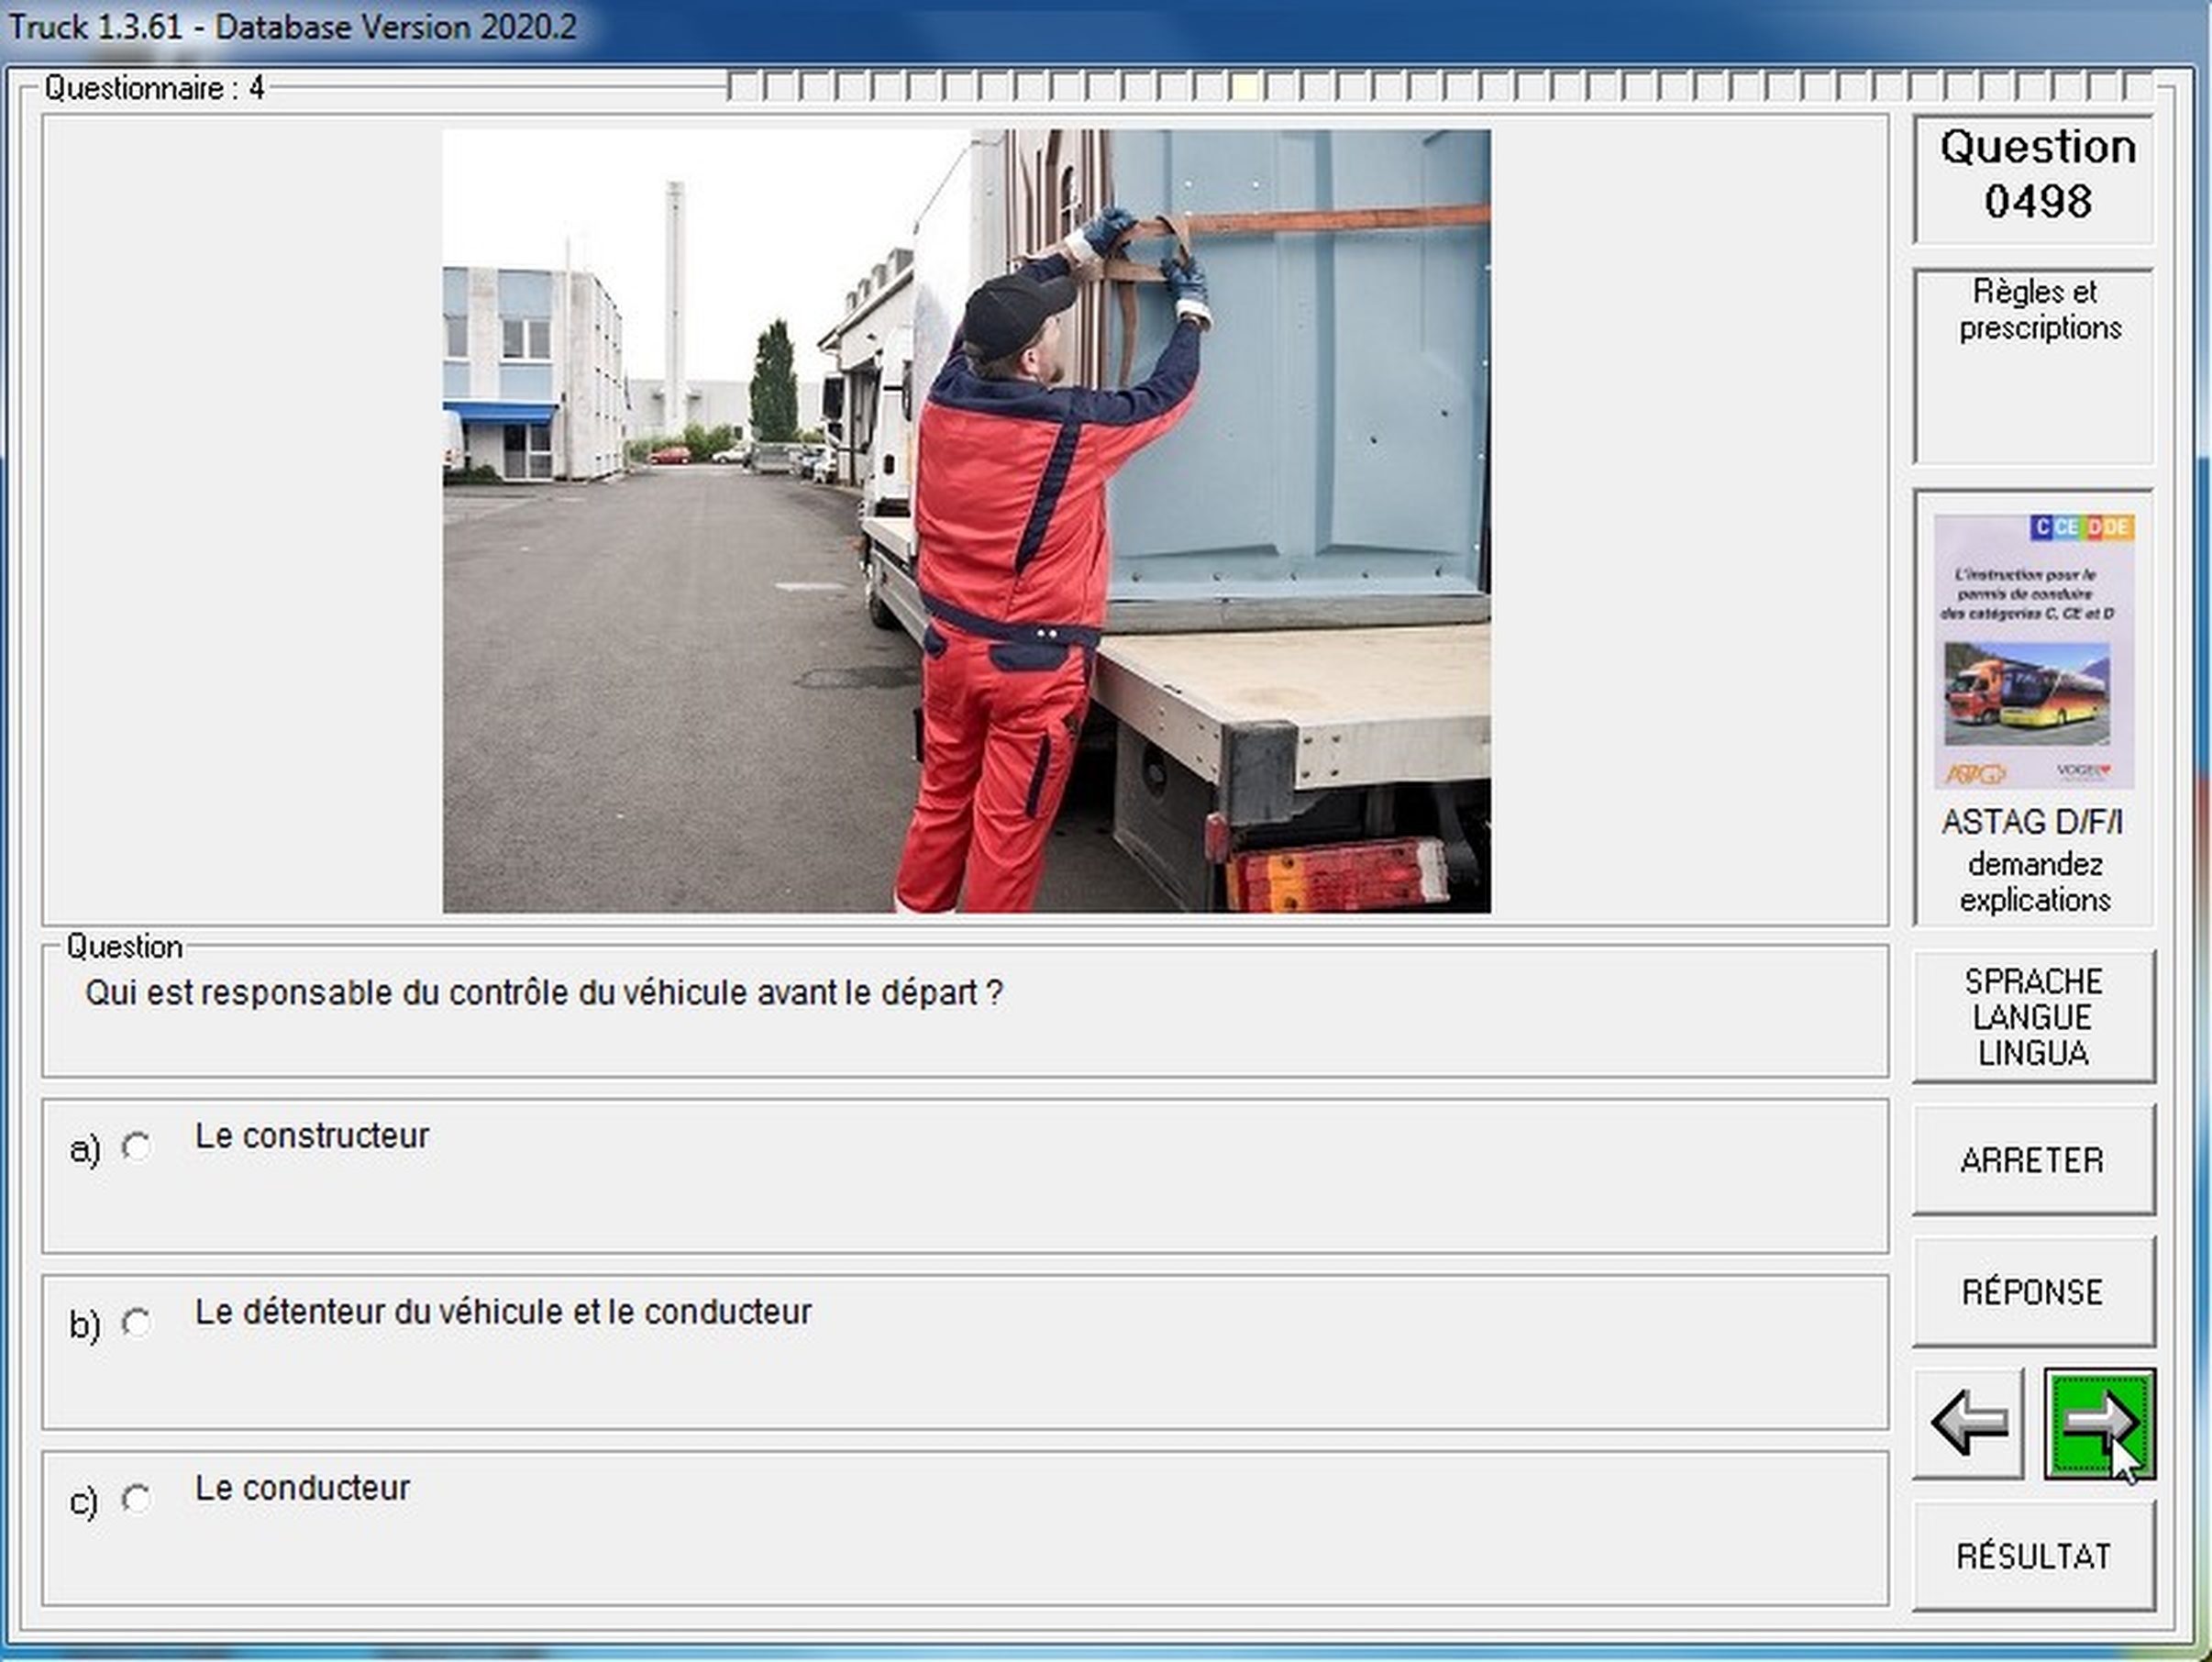 Truck 1.3.61 - Database Version 2020.2
Questionnaire : 4
Question
0498
Règles et
prescriptions
C CE D DE
L'instruction pour le
permis de conduire
des catégories C, CE et D
ASTAG
VOGEL
ASTAG D/F/I
demandez
explications
Question
Qui est responsable du contrôle du véhicule avant le départ ?
a) Le constructeur
b) Le détenteur du véhicule et le conducteur
c) Le conducteur
SPRACHE
LANGUE
LINGUA
ARRETER
RÉPONSE
RÉSULTAT